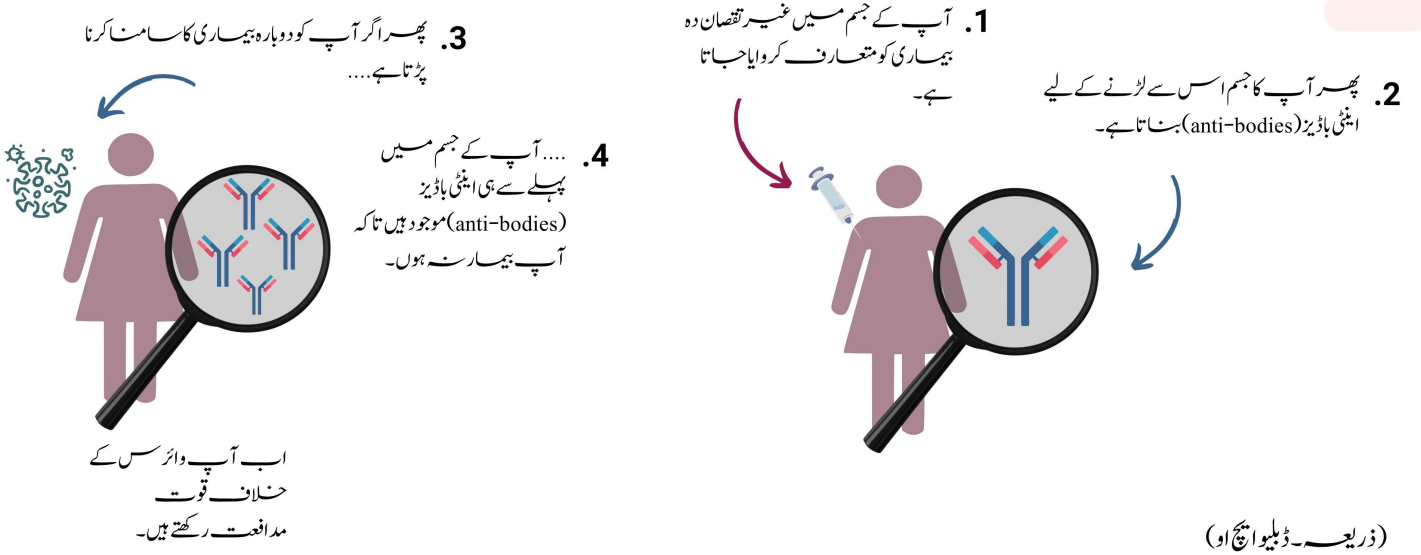 1. آپ کے جسم میں غیر نقصان دہ
بیماری کو متعارف کروایا جاتا
ہے۔
2. پھر آپ کا جسم اس سے لڑنے کے لیے
اینٹی باڈیز (anti-bodies) بناتا ہے۔
3. پھر اگر آپ کو دوبارہ بیماری کا سامنا کرنا
پڑتا ہے....
4. .... آپ کے جسم میں
پہلے سے ہی اینٹی باڈیز
(anti-bodies) موجود ہیں تاکہ
آپ بیمار نہ ہوں۔
اب آپ وائرس کے
خلاف قوت
مدافعت رکھتے ہیں۔
(ذریعہ۔ ڈبلیو ایچ او)